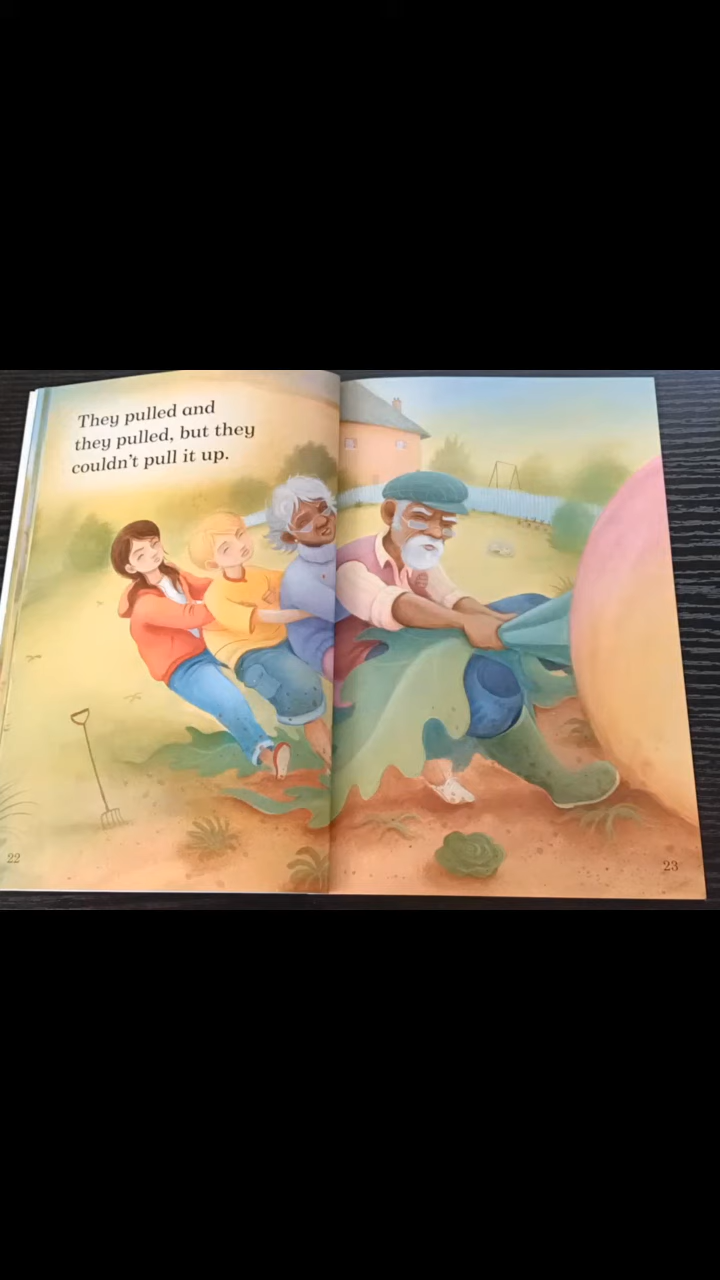 They pulled and
they pulled, but they
couldn't pull it up.
22
23